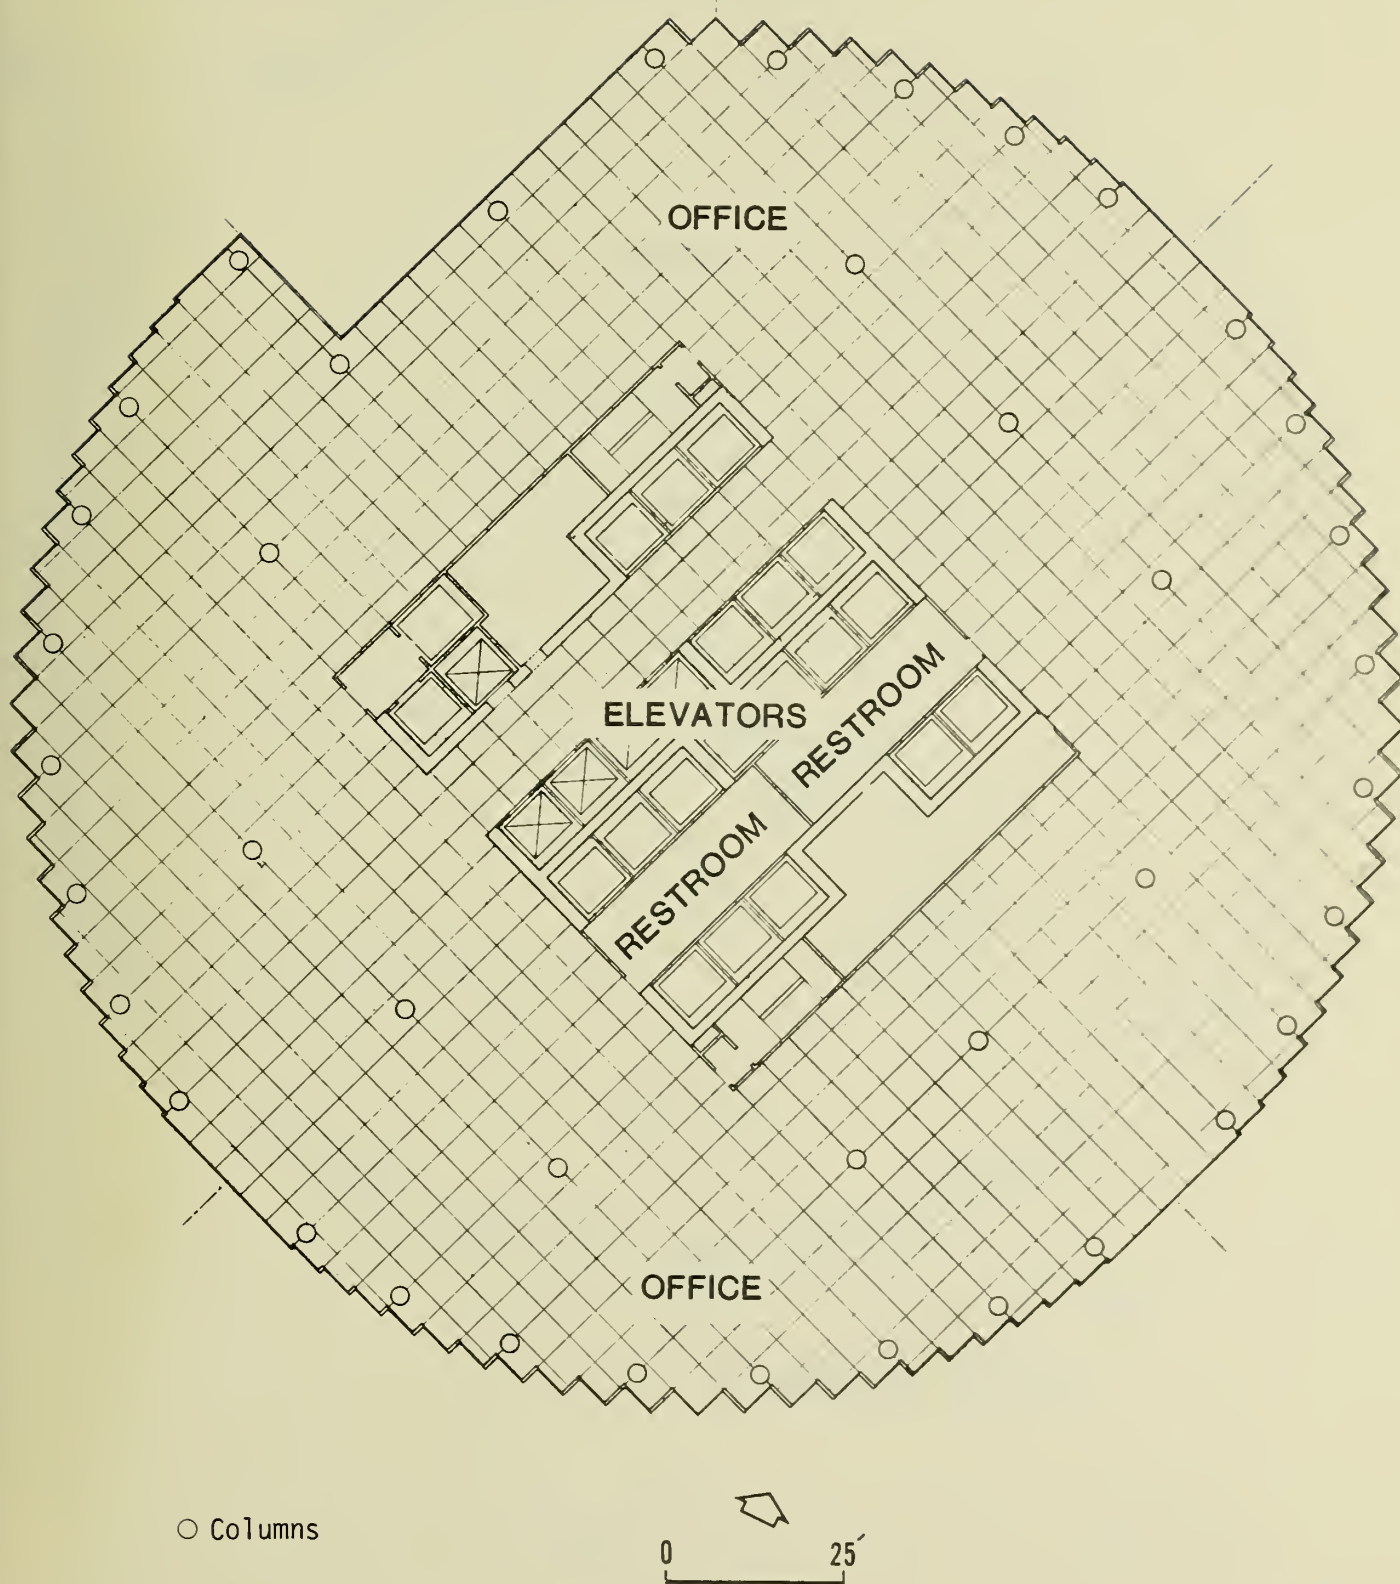 OFFICE
ELEVATORS
RESTROOM
RESTROOM
OFFICE
Columns
0 25′